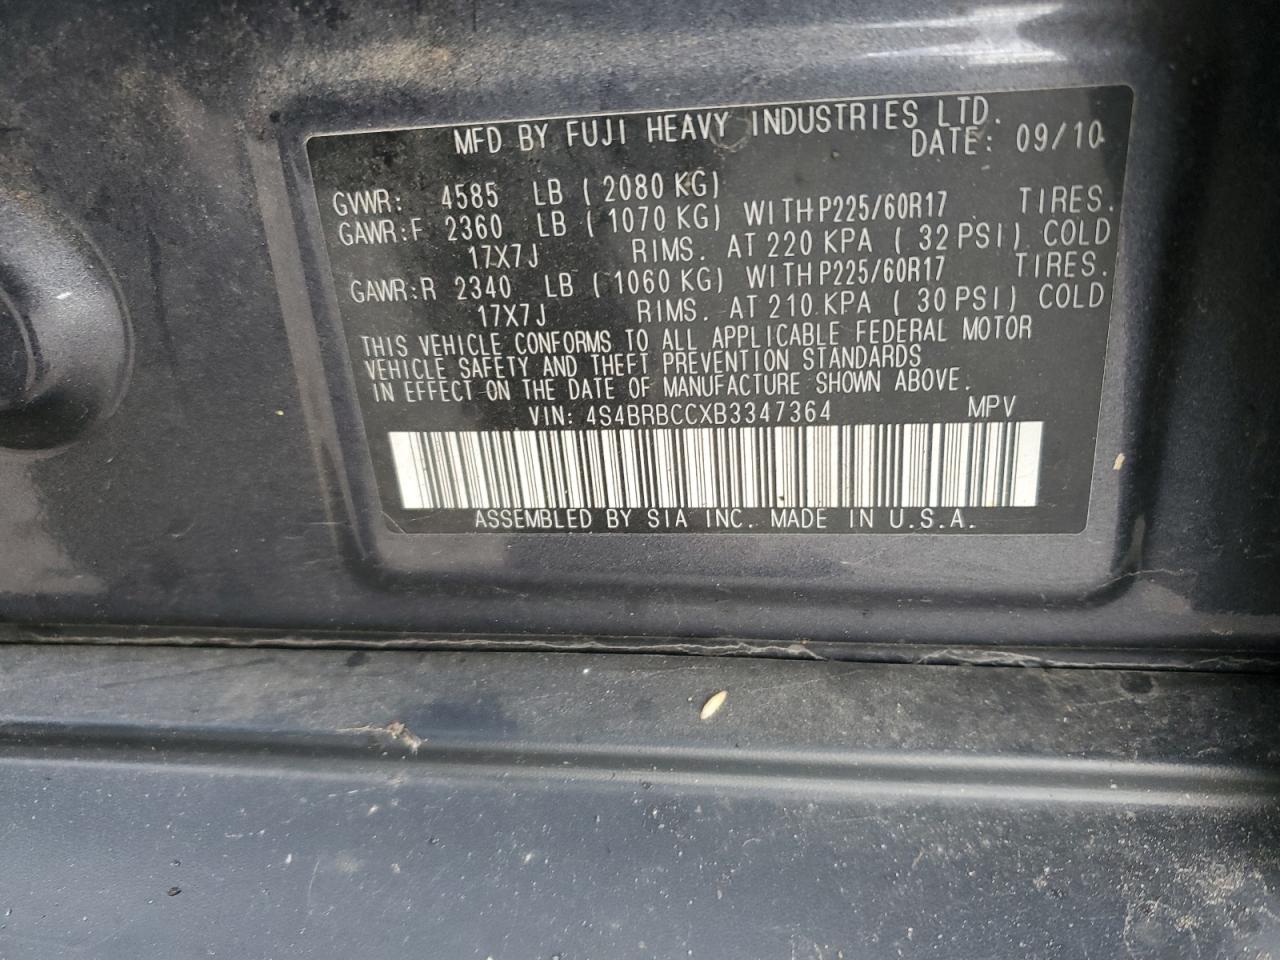 MFD BY FUJI HEAVY INDUSTRIES LTD.
DATE: 09/10
GVWR: 4585 LB (2080 KG)
GAWR:F 2360 LB (1070 KG) WITH P225/60R17 TIRES.
17X7J RIMS. AT 220 KPA (32 PSI) COLD
GAWR:R 2340 LB (1060 KG) WITH P225/60R17 TIRES.
17X7J RIMS. AT 210 KPA (30 PSI) COLD
THIS VEHICLE CONFORMS TO ALL APPLICABLE FEDERAL MOTOR
VEHICLE SAFETY AND THEFT PREVENTION STANDARDS
IN EFFECT ON THE DATE OF MANUFACTURE SHOWN ABOVE.
VIN: 4S4BRBCCXB3347364 MPV
ASSEMBLED BY SIA INC. MADE IN U.S.A.